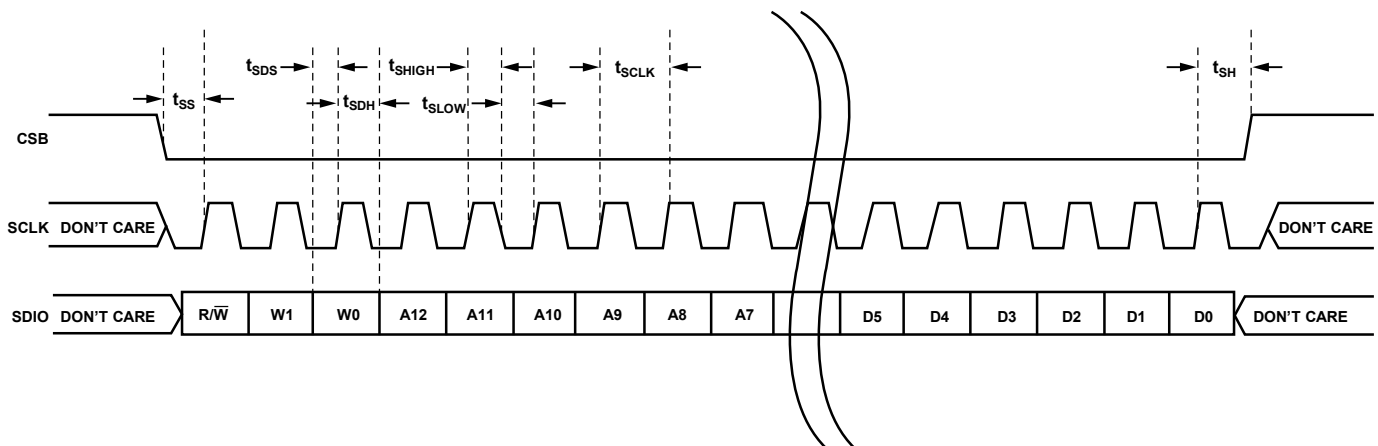 tSDS
tSHIGH
tSCLK
tSH
tSS
tSDH
tSLOW
CSB
SCLK DON'T CARE
DON'T CARE
SDIO DON'T CARE R/W̅ W1 W0 A12 A11 A10 A9 A8 A7 D5 D4 D3 D2 D1 D0 DON'T CARE